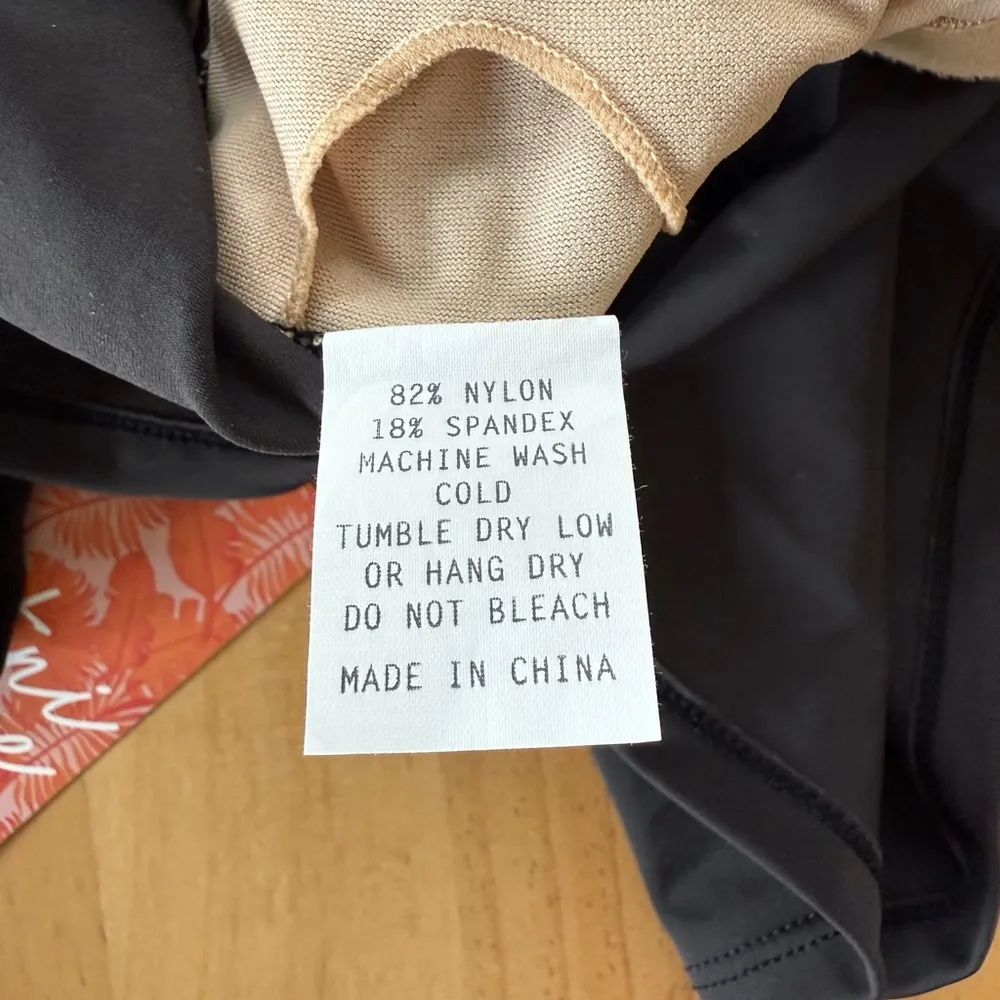 82% NYLON
18% SPANDEX
MACHINE WASH
COLD
TUMBLE DRY LOW
OR HANG DRY
DO NOT BLEACH
MADE IN CHINA